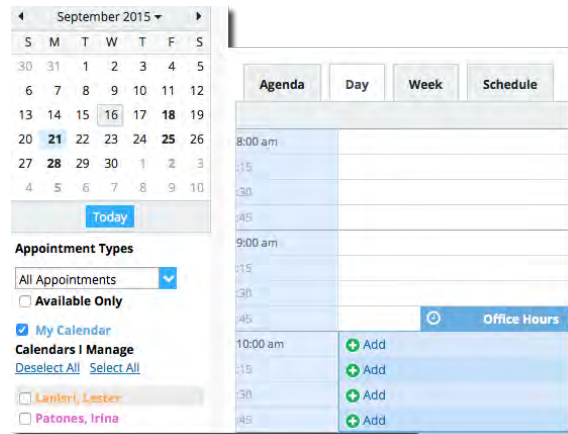 September 2015
S M T W T F S
30 31 1 2 3 4 5
6 7 8 9 10 11 12
13 14 15 16 17 18 19
20 21 22 23 24 25 26
27 28 29 30 1 2 3
4 5 6 7 8 9 10
Today
Appointment Types
All Appointments
Available Only
My Calendar
Calendars I Manage
Deselect All Select All
Lanieri, Lester
Patones, Irina
Agenda Day Week Schedule
8:00 am
:15
:30
:45
9:00 am
:15
:30
:45 Office Hours
10:00 am Add
:15 Add
:30 Add
:45 Add